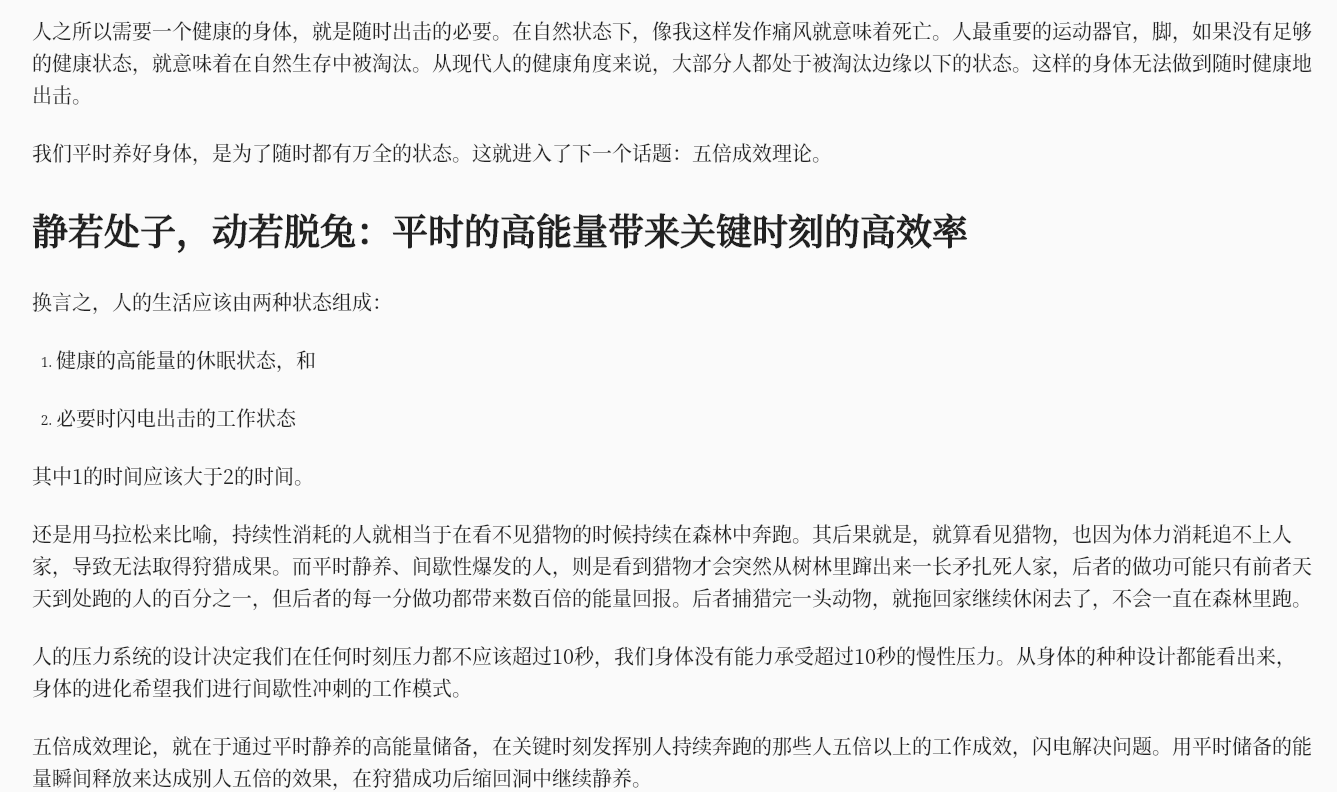 人之所以需要一个健康的身体，就是随时出击的必要。在自然状态下，像我这样发作痛风就意味着死亡。人最重要的运动器官，脚，如果没有足够
的健康状态，就意味着在自然生存中被淘汰。从现代人的健康角度来说，大部分人都处于被淘汰边缘以下的状态。这样的身体无法做到随时健康地
出击。
我们平时养好身体，是为了随时都有万全的状态。这就进入了下一个话题：五倍成效理论。
静若处子，动若脱兔：平时的高能量带来关键时刻的高效率
换言之，人的生活应该由两种状态组成：
1. 健康的高能量的休眠状态，和
2. 必要时闪电出击的工作状态
其中1的时间应该大于2的时间。
还是用马拉松来比喻，持续性消耗的人就相当于在看不见猎物的时候持续在森林中奔跑。其后果就是，就算看见猎物，也因为体力消耗追不上人
家，导致无法取得狩猎成果。而平时静养、间歇性爆发的人，则是看到猎物才会突然从树林里蹿出来一长矛扎死人家，后者的做功可能只有前者天
天到处跑的人的百分之一，但后者的每一分做功都带来数百倍的能量回报。后者捕猎完一头动物，就拖回家继续休闲去了，不会一直在森林里跑。
人的压力系统的设计决定我们在任何时刻压力都不应该超过10秒，我们身体没有能力承受超过10秒的慢性压力。从身体的种种设计都能看出来，
身体的进化希望我们进行间歇性冲刺的工作模式。
五倍成效理论，就在于通过平时静养的高能量储备，在关键时刻发挥别人持续奔跑的那些人五倍以上的工作成效，闪电解决问题。用平时储备的能
量瞬间释放来达成别人五倍的效果，在狩猎成功后缩回洞中继续静养。